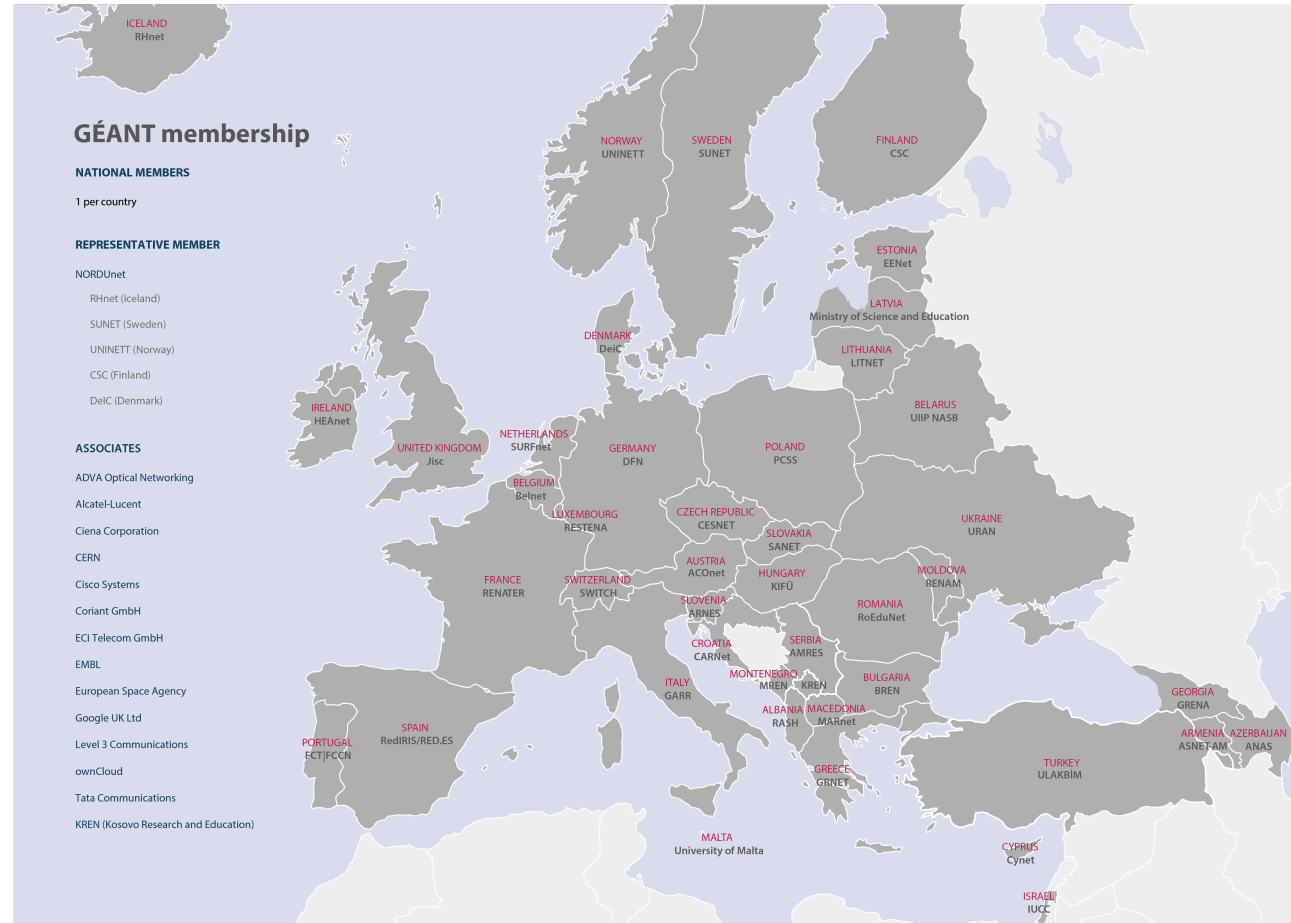 ICELAND
RHnet
GÉANT membership
NATIONAL MEMBERS
1 per country
REPRESENTATIVE MEMBER
NORDUnet
RHnet (Iceland)
SUNET (Sweden)
UNINETT (Norway)
CSC (Finland)
DeIC (Denmark)
ASSOCIATES
ADVA Optical Networking
Alcatel-Lucent
Ciena Corporation
CERN
Cisco Systems
Coriant GmbH
ECI Telecom GmbH
EMBL
European Space Agency
Google UK Ltd
Level 3 Communications
ownCloud
Tata Communications
KREN (Kosovo Research and Education)
NORWAY
UNINETT
SWEDEN
SUNET
FINLAND
CSC
ESTONIA
EENet
LATVIA
Ministry of Science and Education
DENMARK
DeiC
LITHUANIA
LITNET
BELARUS
UIIP NASB
IRELAND
HEAnet
UNITED KINGDOM
Jisc
NETHERLANDS
SURFnet
GERMANY
DFN
POLAND
PCSS
BELGIUM
Belnet
LUXEMBOURG
RESTENA
CZECH REPUBLIC
CESNET
SLOVAKIA
SANET
UKRAINE
URAN
FRANCE
RENATER
SWITZERLAND
SWITCH
AUSTRIA
ACOnet
HUNGARY
KIFÜ
MOLDOVA
RENAM
SLOVENIA
ARNES
ROMANIA
RoEduNet
CROATIA
CARNet
SERBIA
AMRES
MONTENEGRO
MREN
KREN
BULGARIA
BREN
ITALY
GARR
ALBANIA
RASH
MACEDONIA
MARnet
GEORGIA
GRENA
PORTUGAL
FCT|FCCN
SPAIN
RedIRIS/RED.ES
ARMENIA
ASNET-AM
AZERBAIJAN
ANAS
GREECE
GRNET
TURKEY
ULAKBİM
MALTA
University of Malta
CYPRUS
Cynet
ISRAEL
IUCC